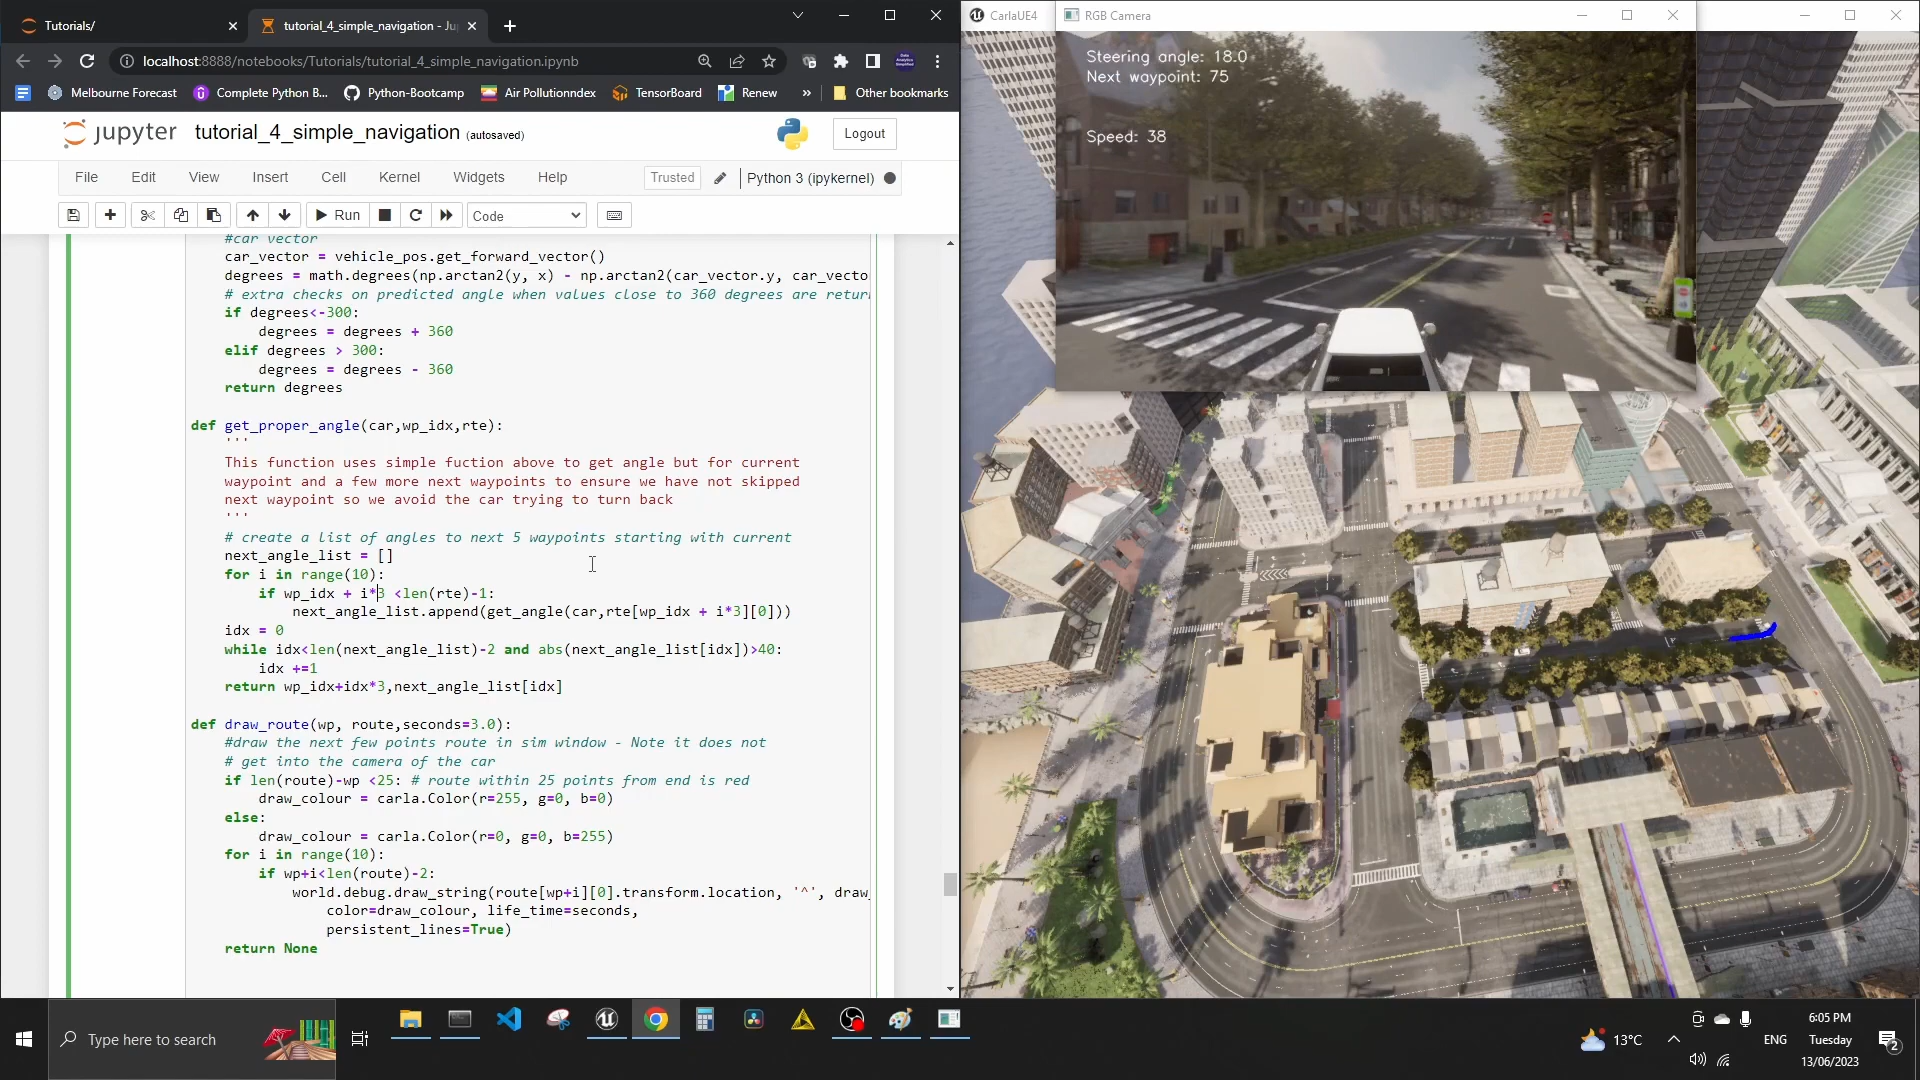 Tutorials/
tutorial_4_simple_navigation - Ju
localhost:8888/notebooks/Tutorials/tutorial_4_simple_navigation.ipynb
Melbourne Forecast
Complete Python B...
Python-Bootcamp
Air Pollutionndex
TensorBoard
Renew
»
Other bookmarks
jupyter
tutorial_4_simple_navigation (autosaved)
Logout
File Edit View Insert Cell Kernel Widgets Help
Trusted
Python 3 (ipykernel)
Run
Code
#car vector
car_vector = vehicle_pos.get_forward_vector()
degrees = math.degrees(np.arctan2(y, x) - np.arctan2(car_vector.y, car_vecto
# extra checks on predicted angle when values close to 360 degrees are retur
if degrees<-300:
degrees = degrees + 360
elif degrees > 300:
degrees = degrees - 360
return degrees
def get_proper_angle(car,wp_idx,rte):
'''
This function uses simple fuction above to get angle but for current
waypoint and a few more next waypoints to ensure we have not skipped
next waypoint so we avoid the car trying to turn back
'''
# create a list of angles to next 5 waypoints starting with current
next_angle_list = []
for i in range(10):
if wp_idx + i*3 <len(rte)-1:
next_angle_list.append(get_angle(car,rte[wp_idx + i*3][0]))
idx = 0
while idx<len(next_angle_list)-2 and abs(next_angle_list[idx])>40:
idx +=1
return wp_idx+idx*3,next_angle_list[idx]
def draw_route(wp, route,seconds=3.0):
#draw the next few points route in sim window - Note it does not
# get into the camera of the car
if len(route)-wp <25: # route within 25 points from end is red
draw_colour = carla.Color(r=255, g=0, b=0)
else:
draw_colour = carla.Color(r=0, g=0, b=255)
for i in range(10):
if wp+i<len(route)-2:
world.debug.draw_string(route[wp+i][0].transform.location, '^', draw_
color=draw_colour, life_time=seconds,
persistent_lines=True)
return None
CarlaUE4
RGB Camera
Steering angle: 18.0
Next waypoint: 75
Speed: 38
Type here to search
13°C
ENG
6:05 PM
Tuesday
13/06/2023
2